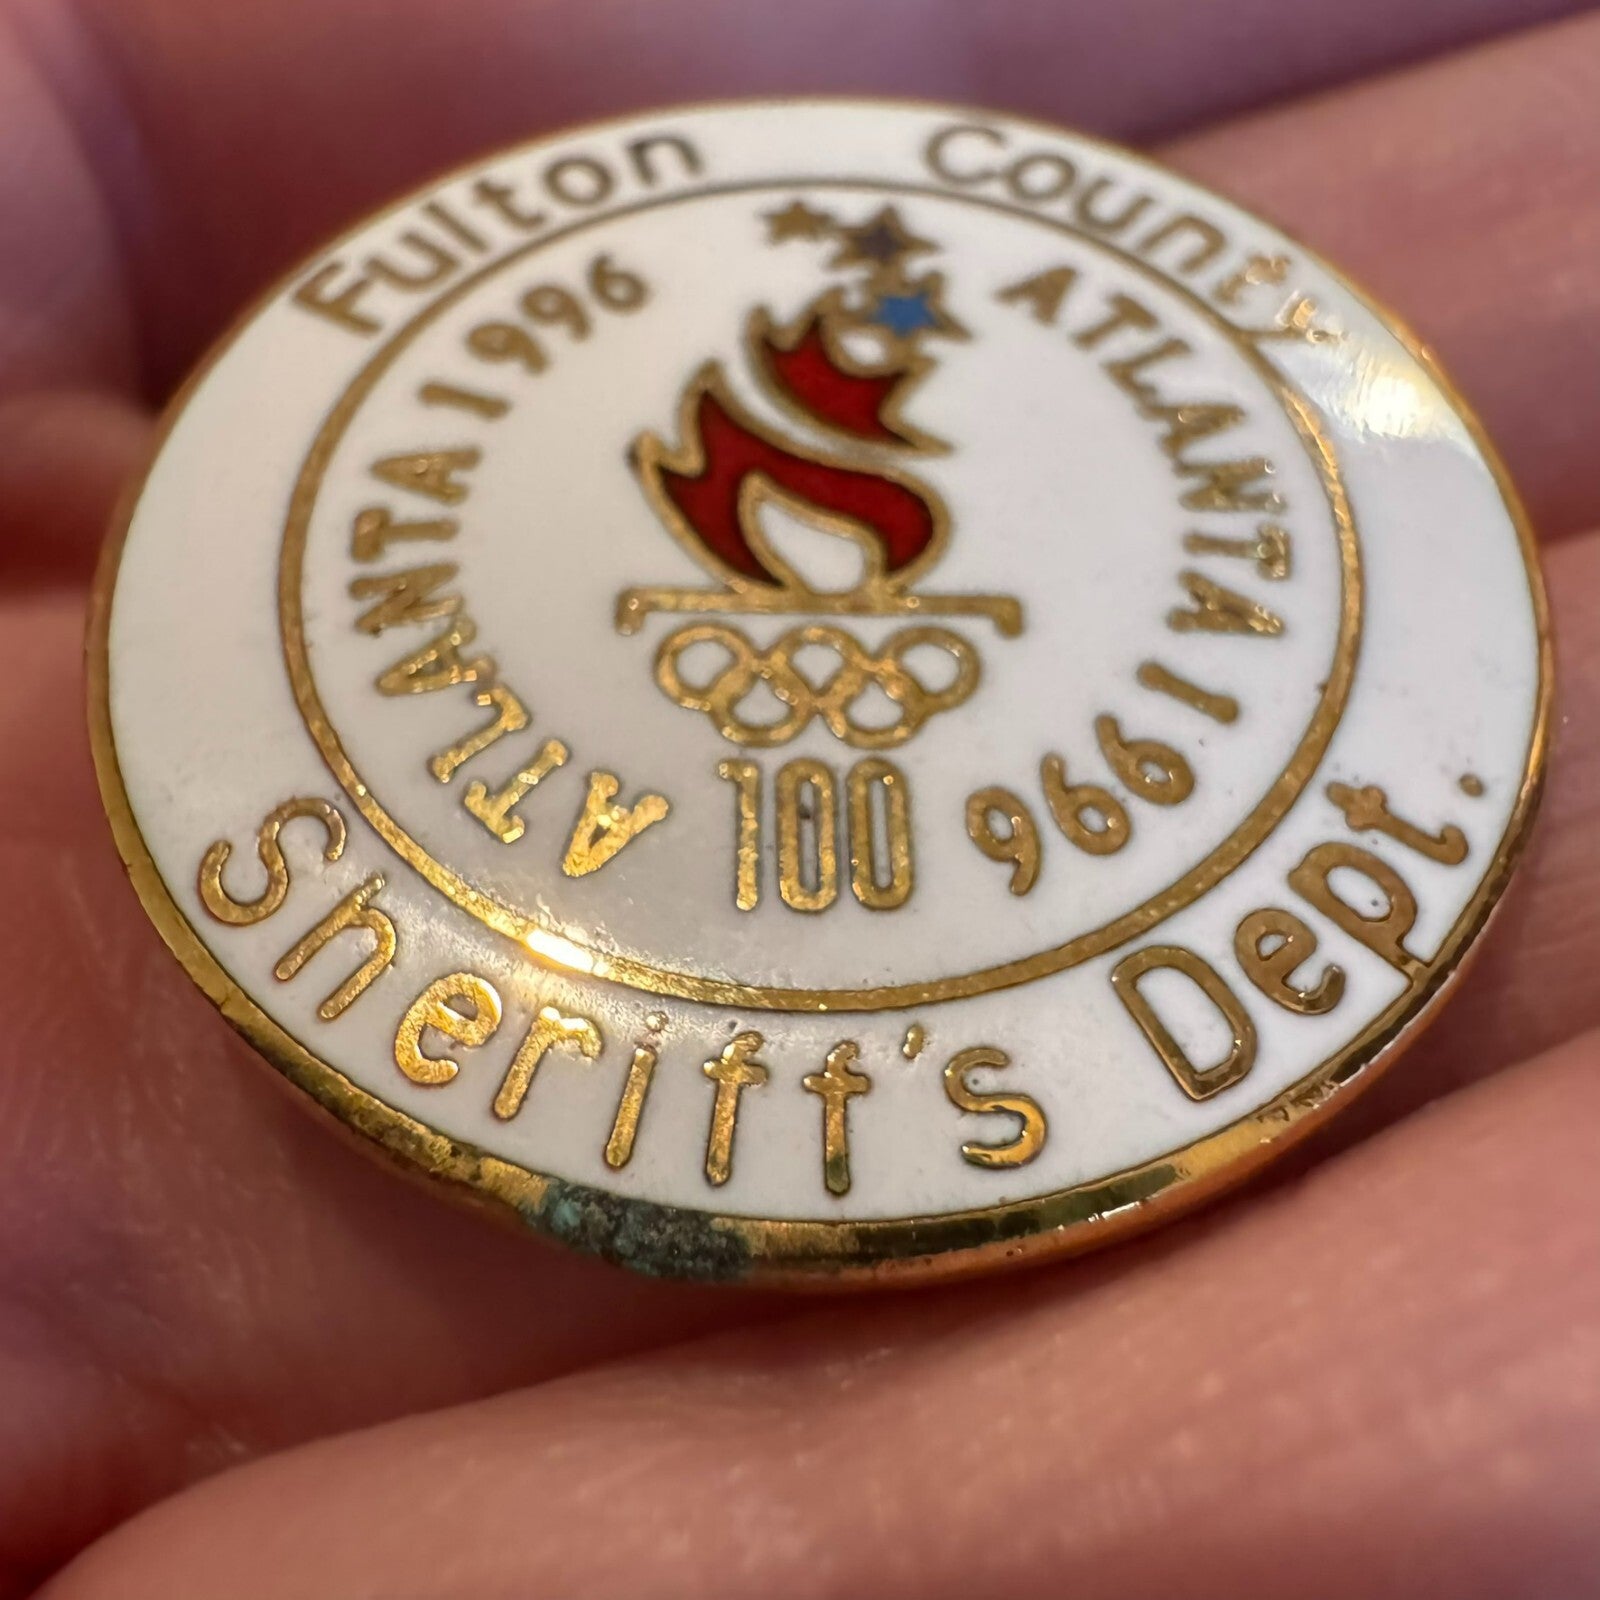 Fulton County
ATLANTA 1996
ATLANTA 1996
100
Sheriff's Dept.